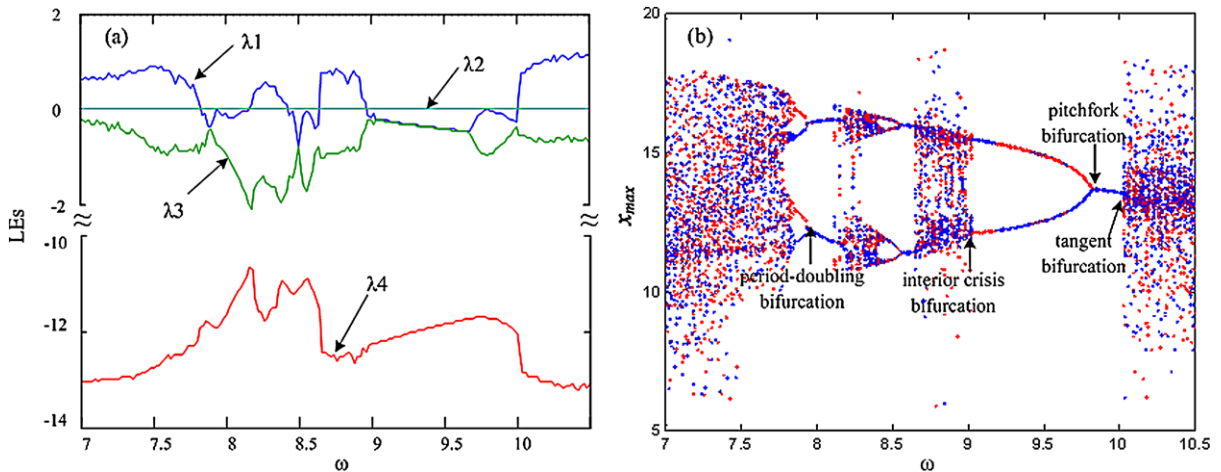 (a)
2
0
-2
-10
-12
-14
LEs
7
7.5
8
8.5
9
9.5
10
ω
λ1
λ2
λ3
λ4
(b)
20
15
10
5
xmax
7.0
7.5
8
8.5
9
9.5
10
10.5
ω
pitchfork
bifurcation
tangent
bifurcation
period-doubling
bifurcation
interior crisis
bifurcation